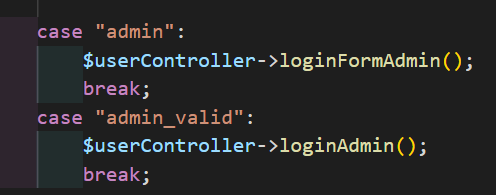 case "admin":
$userController->loginFormAdmin();
break;
case "admin_valid":
$userController->loginAdmin();
break;